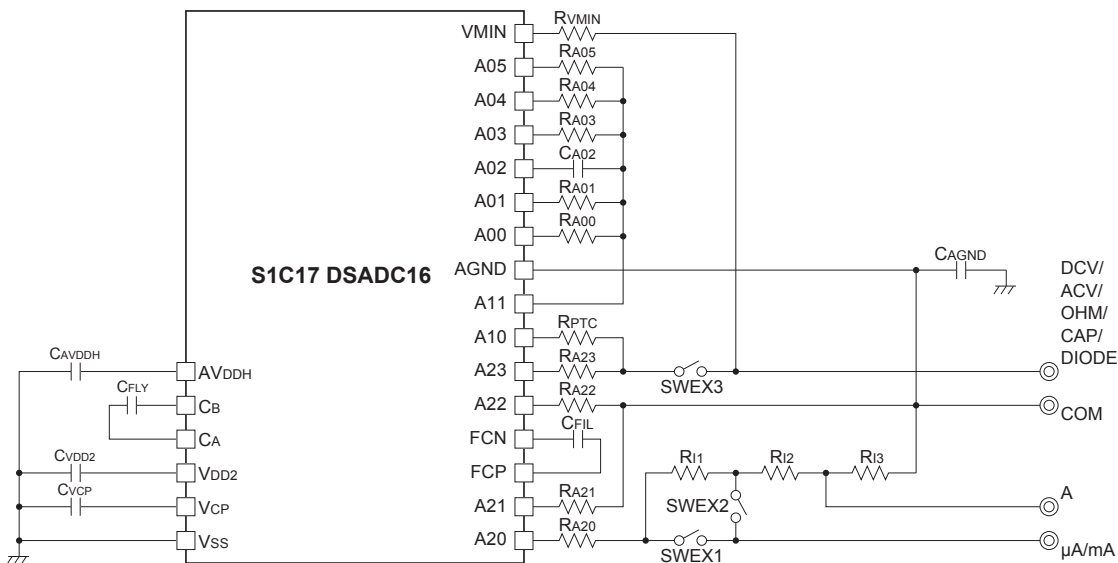 VMIN
RVMIN
A05
RA05
A04
RA04
A03
RA03
A02
CA02
A01
RA01
A00
RA00
S1C17 DSADC16
AGND
CAGND
A11
A10
RPTC
A23
RA23
SWEX3
DCV/
ACV/
OHM/
CAP/
DIODE
CAVDDH
AVDDH
CFLY
CB
CA
CVDD2
VDD2
CVCP
VCP
VSS
A22
RA22
COM
FCN
CFIL
FCP
A21
RA21
A20
RA20
RI1
RI2
RI3
SWEX2
SWEX1
A
µA/mA